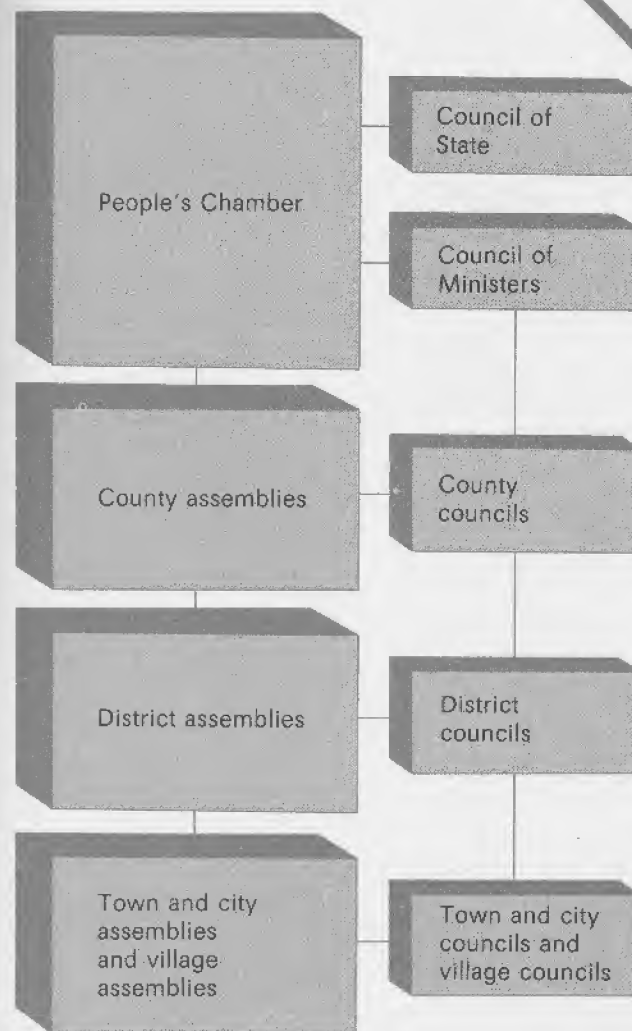 People's Chamber
Council of
State
Council of
Ministers
County assemblies
County
councils
District assemblies
District
councils
Town and city
assemblies
and village
assemblies
Town and city
councils and
village councils